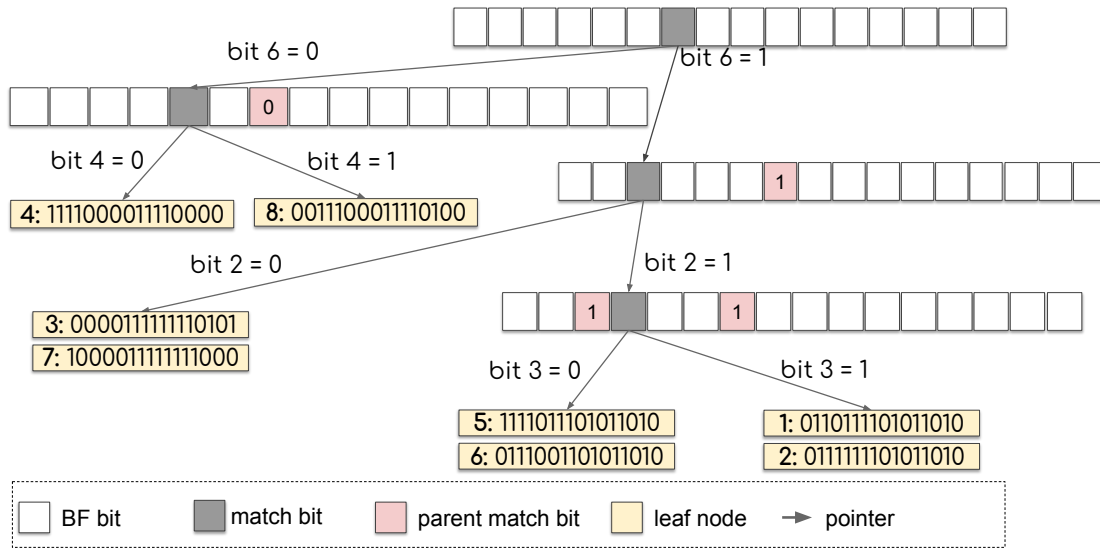 bit 6 = 0
bit 6 = 1
0
bit 4 = 0
bit 4 = 1
1
4: 1111000011110000
8: 0011100011110100
bit 2 = 0
bit 2 = 1
1
1
3: 0000111111110101
7: 1000011111111000
bit 3 = 0
bit 3 = 1
5: 1111011101011010
6: 0111001101011010
1: 0110111101011010
2: 0111111101011010
BF bit
match bit
parent match bit
leaf node
pointer